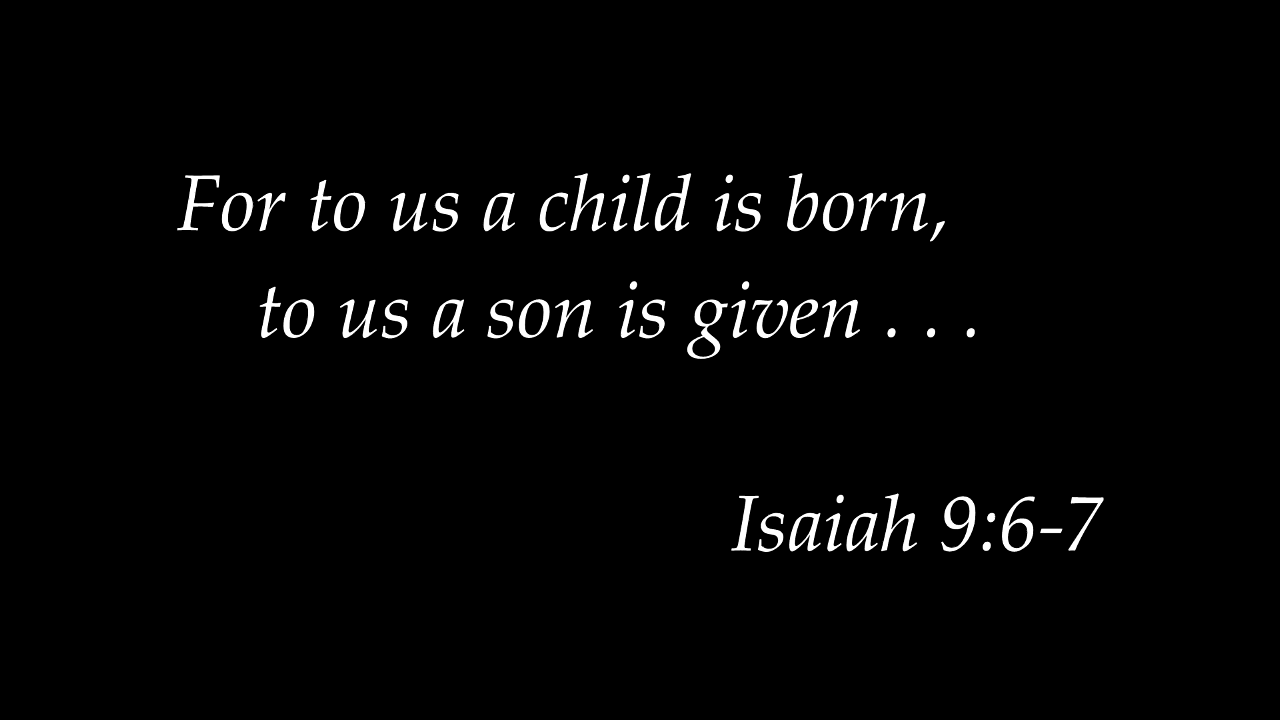 For to us a child is born,
to us a son is given . . .
Isaiah 9:6-7